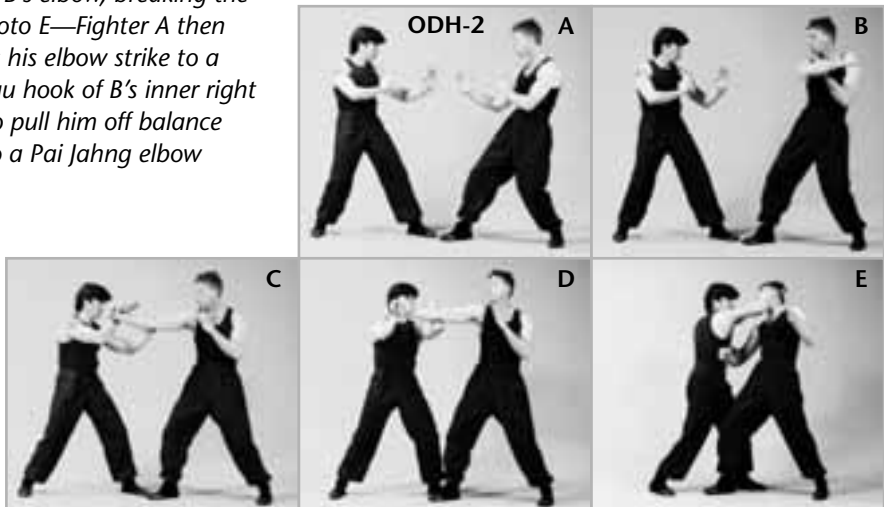 B's elbow, breaking the
oto E—Fighter A then
his elbow strike to a
u hook of B's inner right
o pull him off balance
o a Pai Jahng elbow
ODH-2
A
B
C
D
E